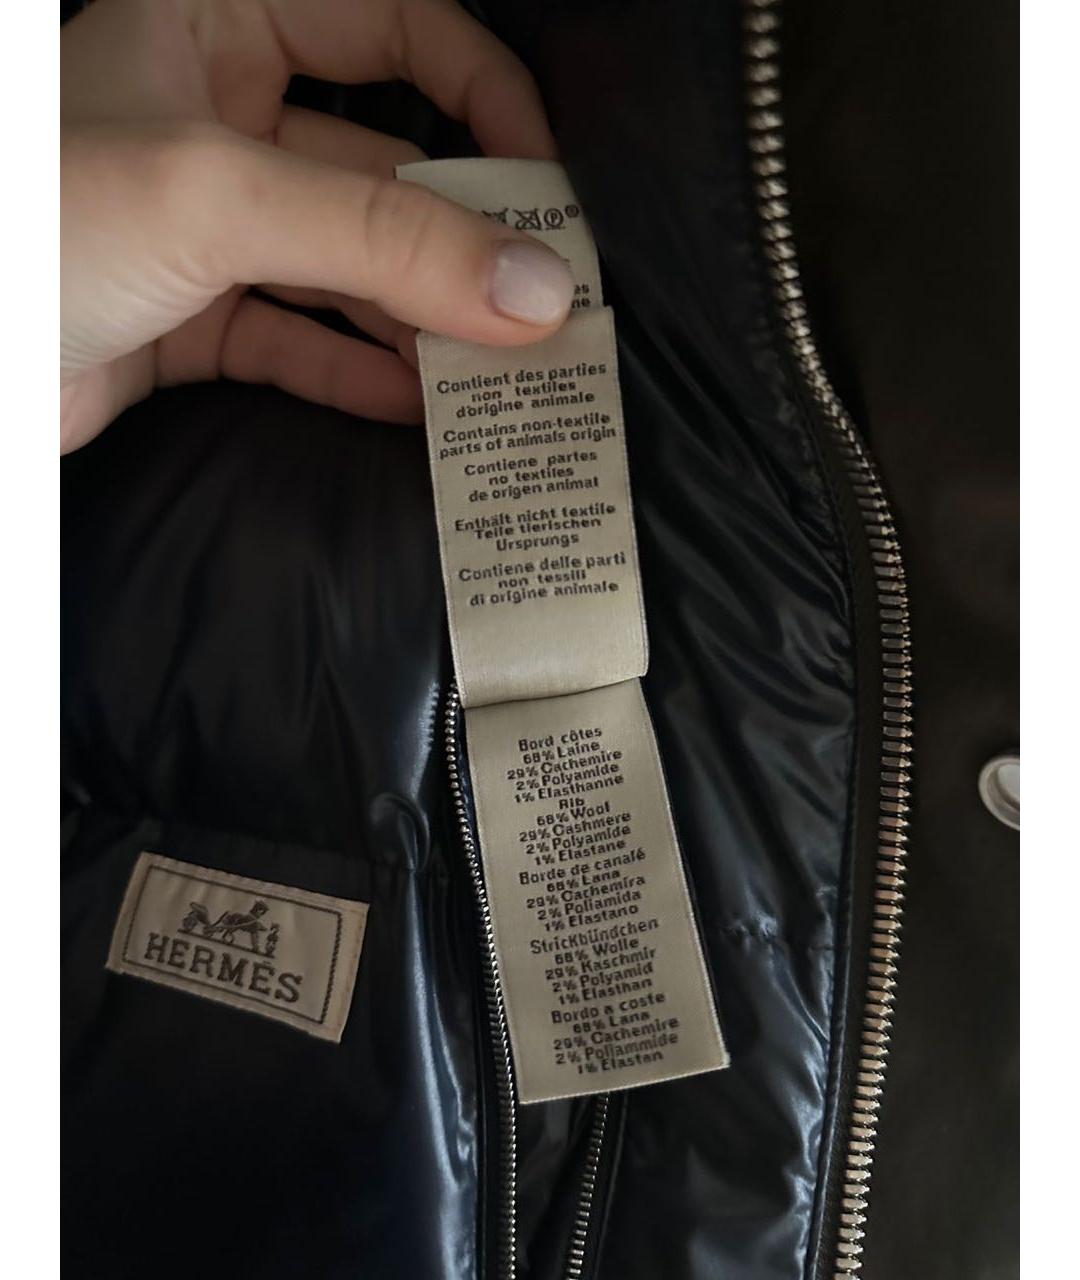 es
ne
Contient des parties
non textiles
d'origine animale
Contains non-textile
parts of animals origin
Contiene partes
no textiles
de origen animal
Enthält nicht textile
Teile tierischen
Ursprungs
Contiene delle parti
non tessili
di origine animale
Bord côtes
68% Laine
29% Cachemire
2% Polyamide
1% Elasthanne
Rib
68% Wool
29% Cashmere
2% Polyamide
1% Elastane
Borde de canalé
68% Lana
29% Cachemira
2% Poliamida
1% Elastano
Strickbündchen
68% Wolle
29% Kaschmir
2% Polyamid
1% Elasthan
Bordo a coste
68% Lana
29% Cachemire
2% Poliammide
1% Elastan
HERMÈS